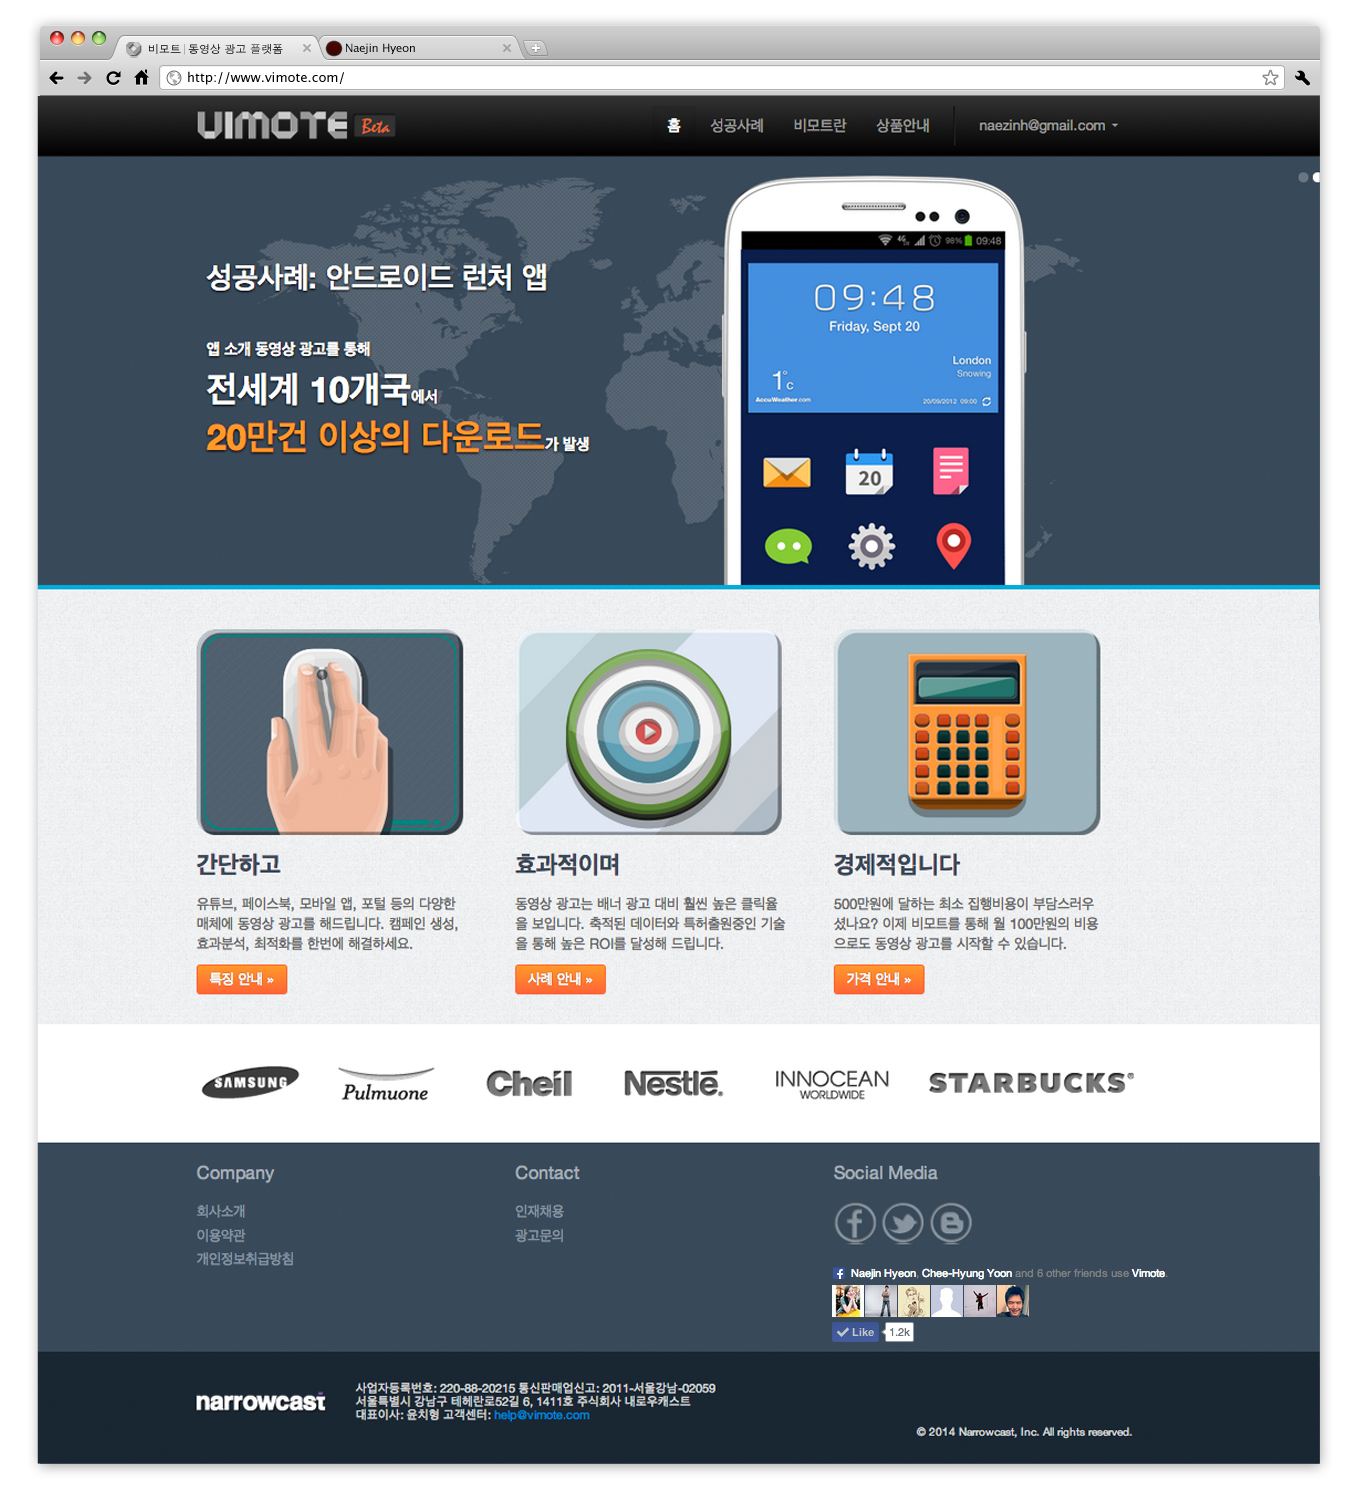 비모트 | 동영상 광고 플랫폼
Naejin Hyeon
http://www.vimote.com/
VIMOTE Beta
홈
성공사례
비모트란
상품안내
naezinh@gmail.com
성공사례: 안드로이드 런처 앱
앱 소개 동영상 광고를 통해
전세계 10개국에서
20만건 이상의 다운로드가 발생
4G 98% 09:48
09:48
Friday, Sept 20
London
Snowing
1°c
AccuWeather.com
20/09/2012 09:00
20
간단하고
유튜브, 페이스북, 모바일 앱, 포털 등의 다양한
매체에 동영상 광고를 해드립니다. 캠페인 생성,
효과분석, 최적화를 한번에 해결하세요.
특징 안내 »
효과적이며
동영상 광고는 배너 광고 대비 훨씬 높은 클릭율
을 보입니다. 축적된 데이터와 특허출원중인 기술
을 통해 높은 ROI를 달성해 드립니다.
사례 안내 »
경제적입니다
500만원에 달하는 최소 집행비용이 부담스러우
셨나요? 이제 비모트를 통해 월 100만원의 비용
으로도 동영상 광고를 시작할 수 있습니다.
가격 안내 »
SAMSUNG
Pulmuone
Cheil
Nestlé.
INNOCEAN
WORLDWIDE
STARBUCKS®
Company
회사소개
이용약관
개인정보취급방침
Contact
인재채용
광고문의
Social Media
Naejin Hyeon, Chee-Hyung Yoon and 6 other friends use Vimote.
Like 1.2k
narrowcast
사업자등록번호: 220-88-20215 통신판매업신고: 2011-서울강남-02059
서울특별시 강남구 테헤란로52길 6, 1411호 주식회사 내로우캐스트
대표이사: 윤치형 고객센터: help@vimote.com
© 2014 Narrowcast, Inc. All rights reserved.